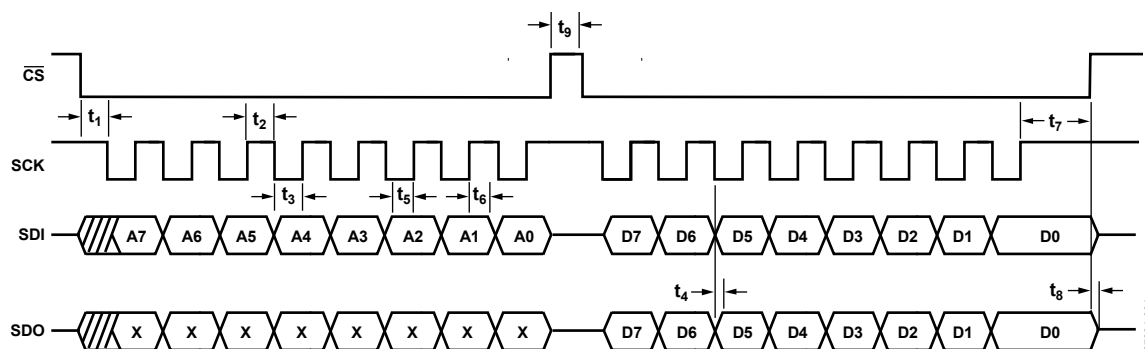 t9
CS
t1
t2
t7
SCK
t3
t5
t6
SDI
A7 A6 A5 A4 A3 A2 A1 A0 D7 D6 D5 D4 D3 D2 D1 D0
t4
t8
SDO
X X X X X X X X D7 D6 D5 D4 D3 D2 D1 D0